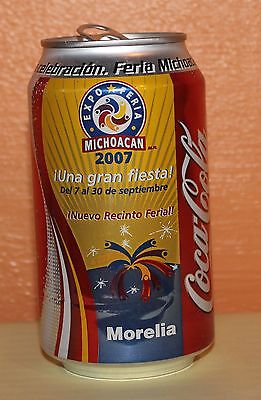 celebración. Feria Michoa
EXPO ★ FERIA
MICHOACAN
2007
¡Una gran fiesta!
Del 7 al 30 de septiembre
¡Nuevo Recinto Ferial!
Morelia
Coca-Cola